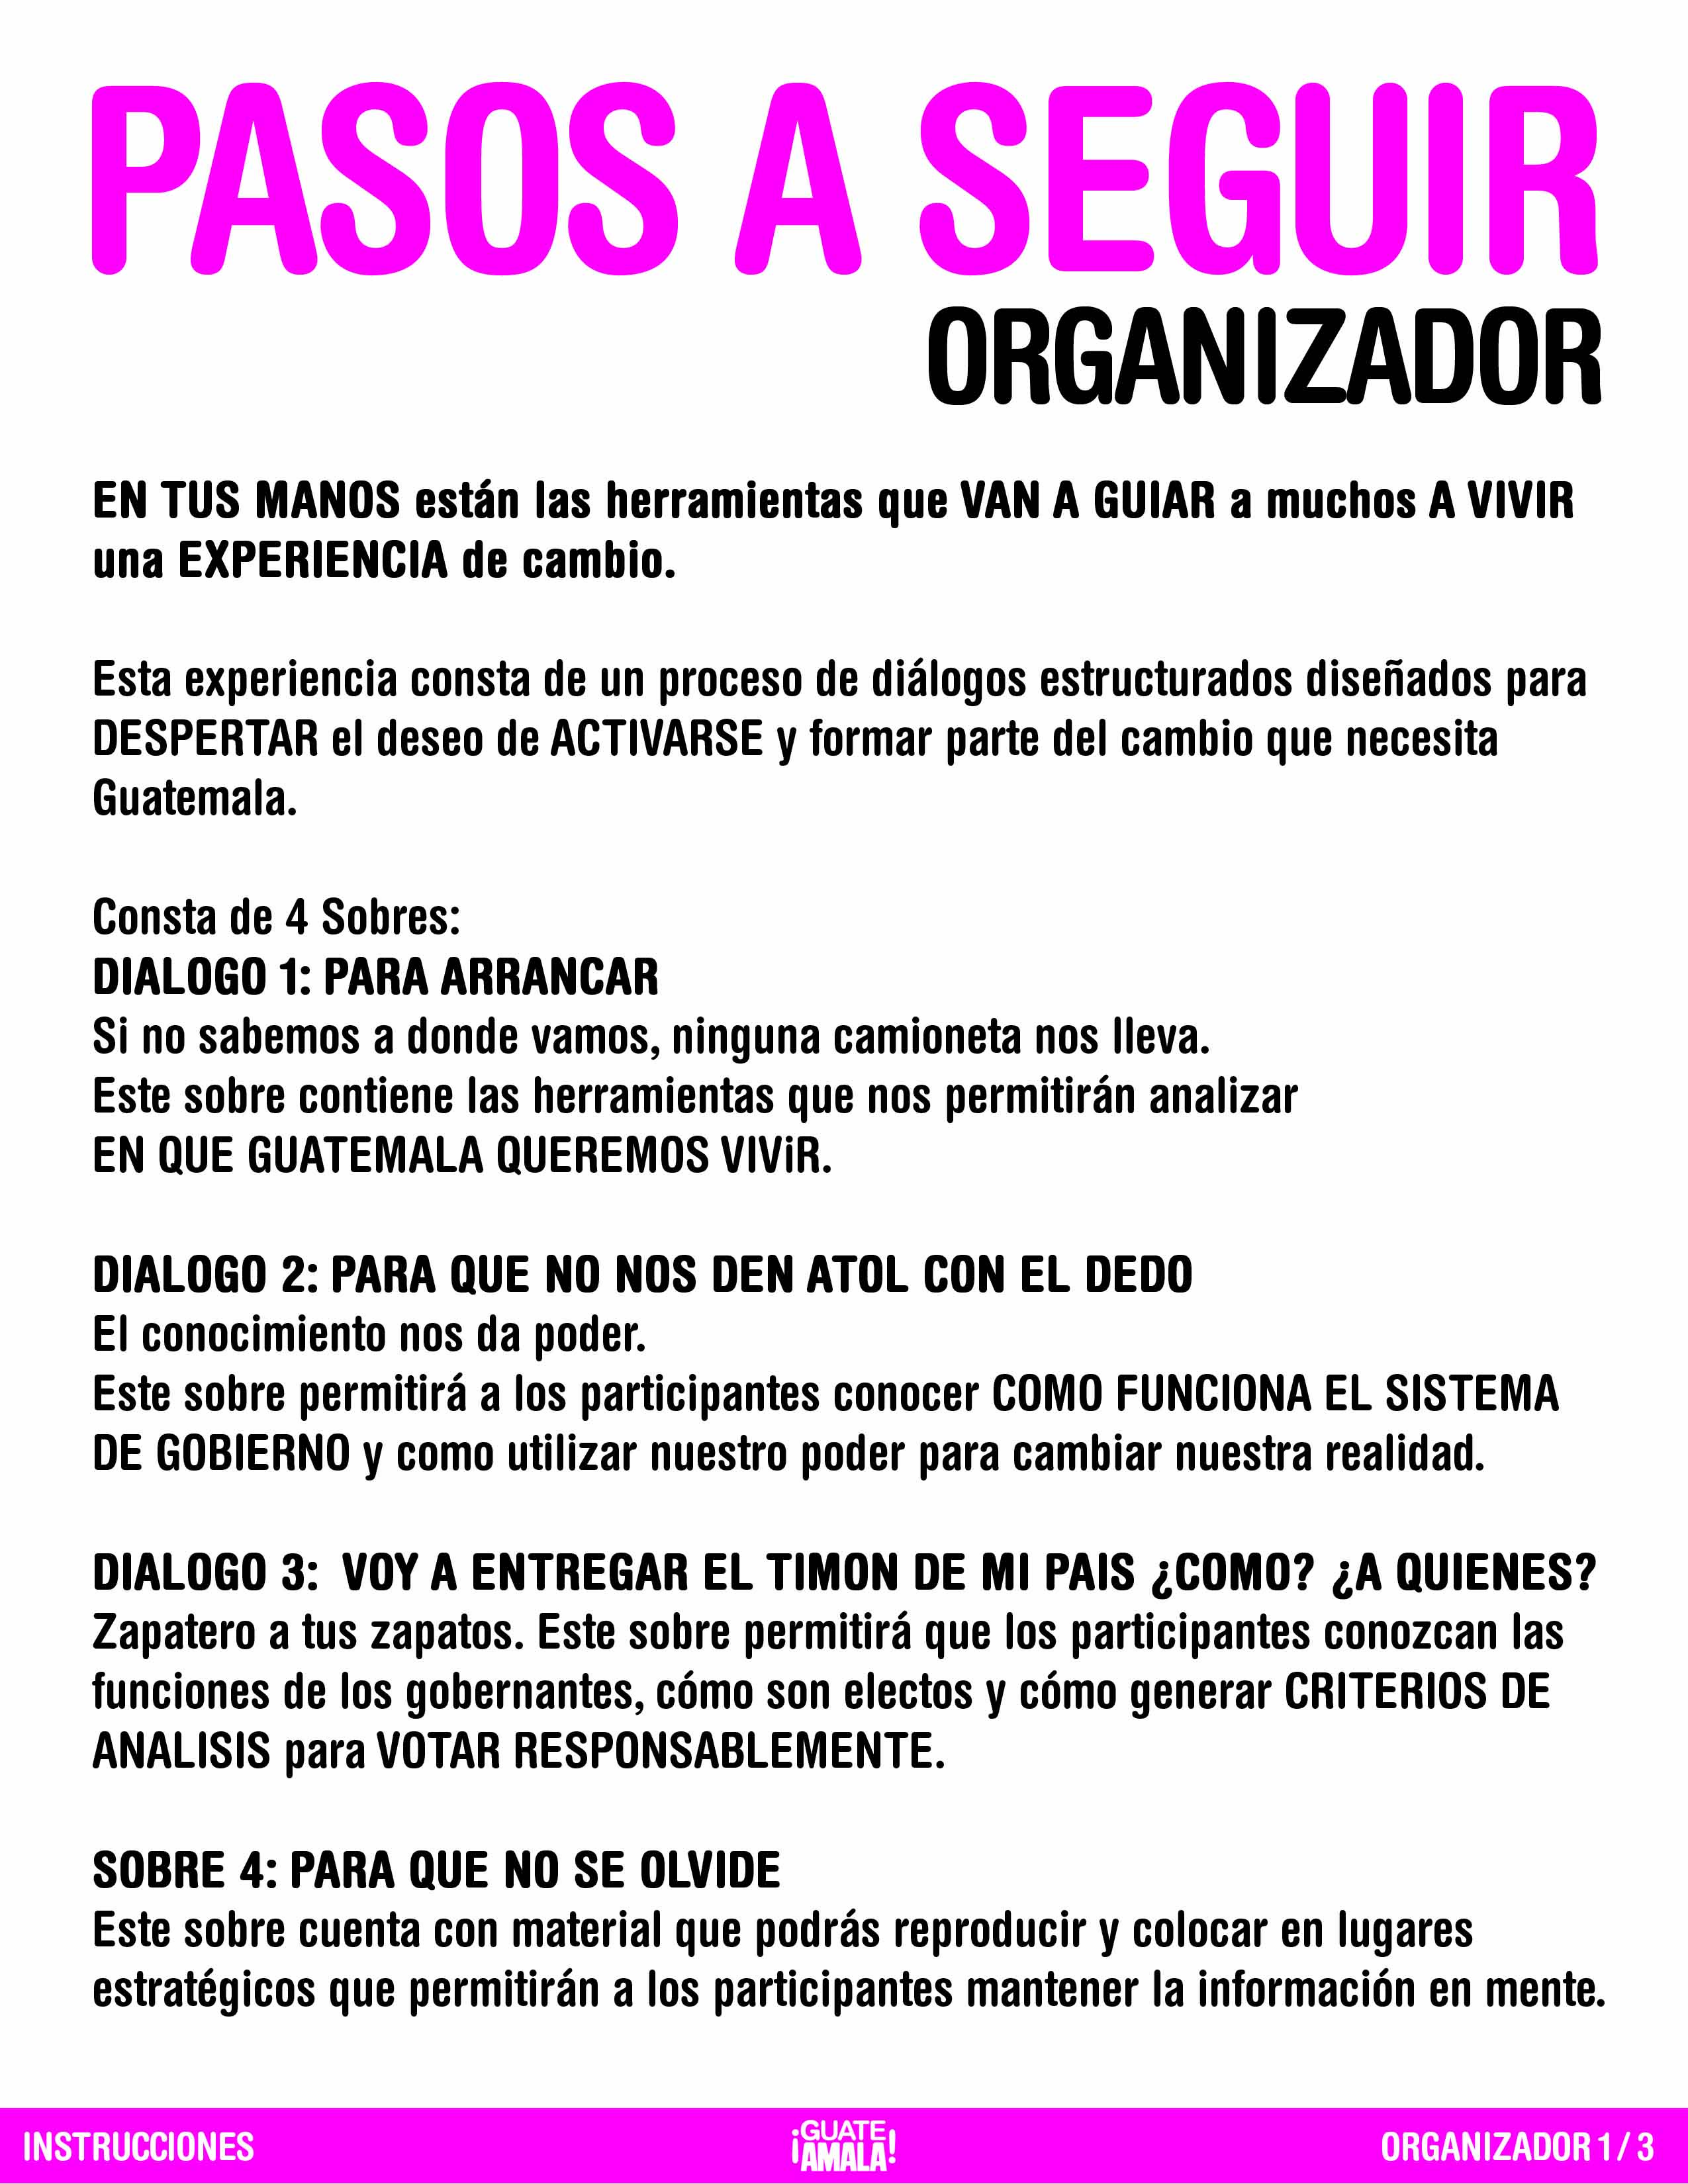 PASOS A SEGUIR
ORGANIZADOR
EN TUS MANOS están las herramientas que VAN A GUIAR a muchos A VIVIR
una EXPERIENCIA de cambio.
Esta experiencia consta de un proceso de diálogos estructurados diseñados para
DESPERTAR el deseo de ACTIVARSE y formar parte del cambio que necesita
Guatemala.
Consta de 4 Sobres:
DIALOGO 1: PARA ARRANCAR
Si no sabemos a donde vamos, ninguna camioneta nos lleva.
Este sobre contiene las herramientas que nos permitirán analizar
EN QUE GUATEMALA QUEREMOS VIViR.
DIALOGO 2: PARA QUE NO NOS DEN ATOL CON EL DEDO
El conocimiento nos da poder.
Este sobre permitirá a los participantes conocer COMO FUNCIONA EL SISTEMA
DE GOBIERNO y como utilizar nuestro poder para cambiar nuestra realidad.
DIALOGO 3: VOY A ENTREGAR EL TIMON DE MI PAIS ¿COMO? ¿A QUIENES?
Zapatero a tus zapatos. Este sobre permitirá que los participantes conozcan las
funciones de los gobernantes, cómo son electos y cómo generar CRITERIOS DE
ANALISIS para VOTAR RESPONSABLEMENTE.
SOBRE 4: PARA QUE NO SE OLVIDE
Este sobre cuenta con material que podrás reproducir y colocar en lugares
estratégicos que permitirán a los participantes mantener la información en mente.
INSTRUCCIONES
¡GUATE
AMALA!
ORGANIZADOR 1 / 3